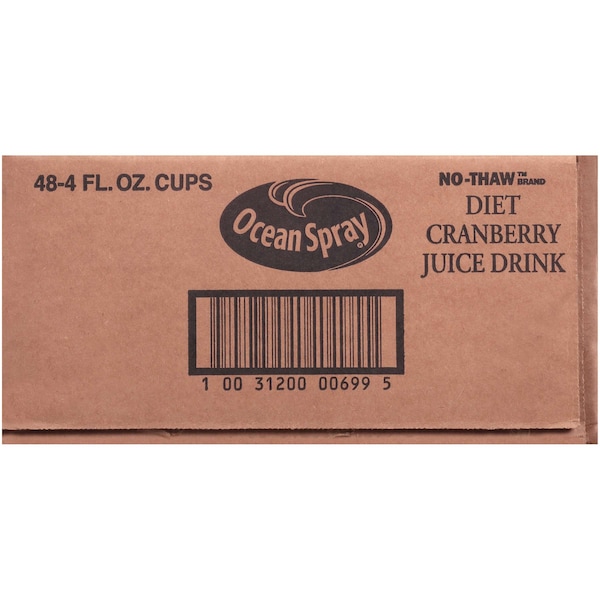 48-4 FL. OZ. CUPS
Ocean Spray®
NO-THAW™ BRAND
DIET
CRANBERRY
JUICE DRINK
1 00 31200 00699 5